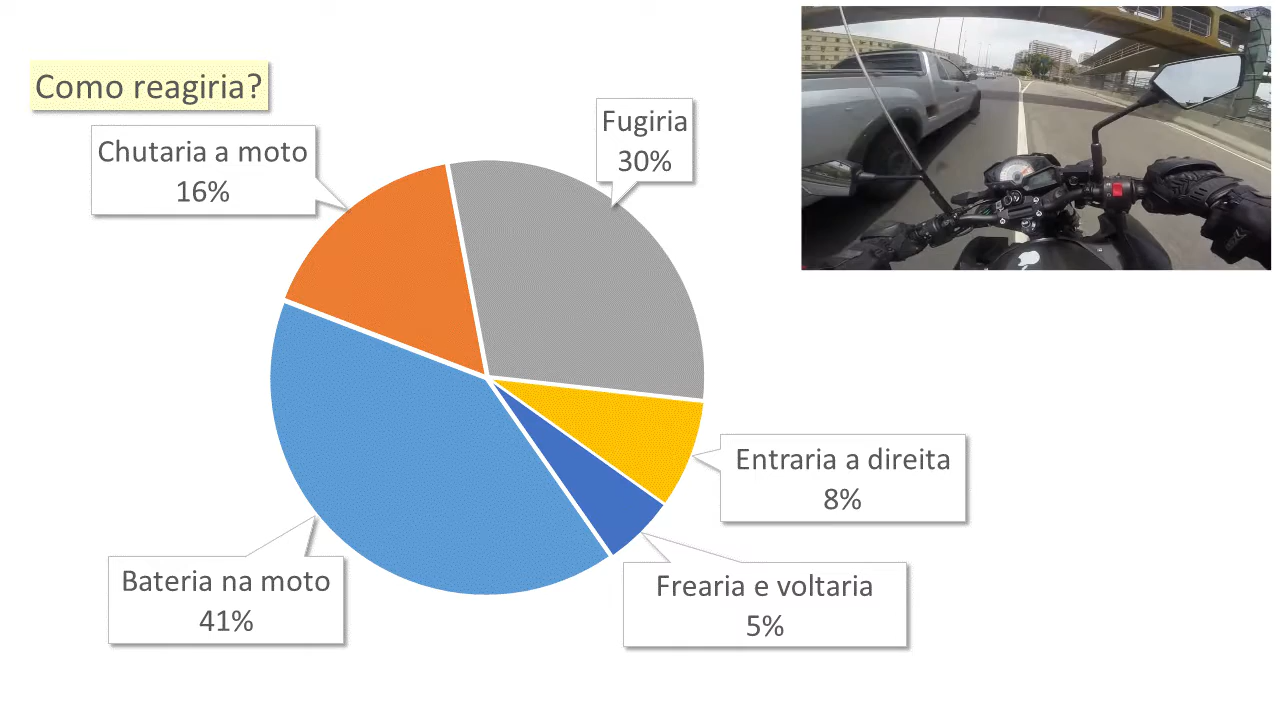 Como reagiria?
Chutaria a moto
16%
Fugiria
30%
Entraria a direita
8%
Frearia e voltaria
5%
Bateria na moto
41%